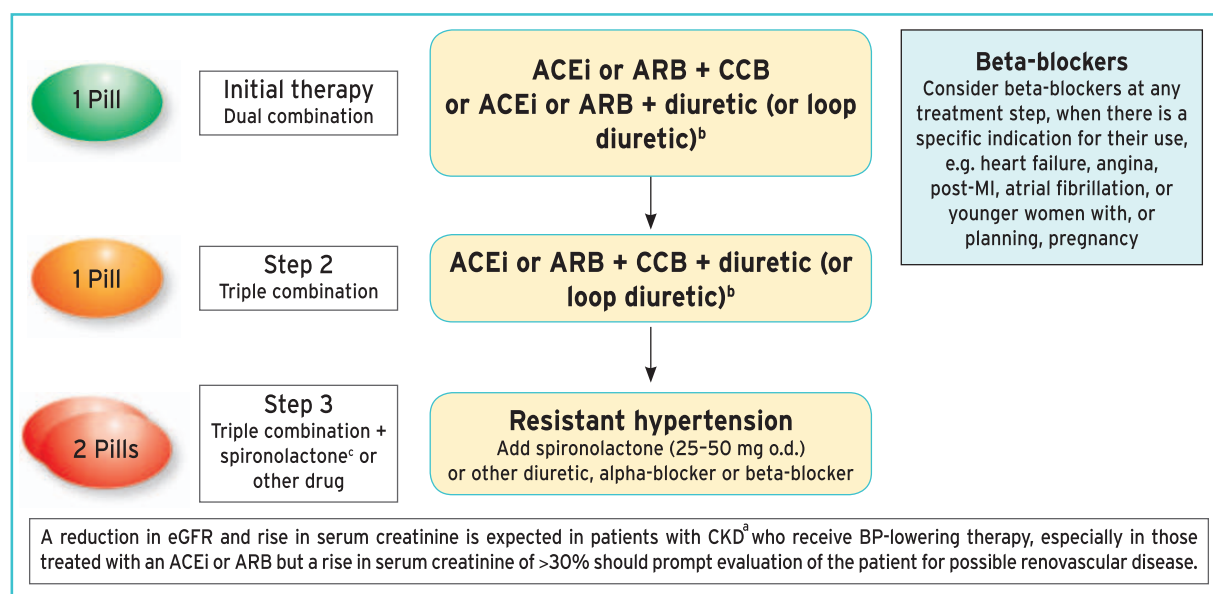 1 Pill
Initial therapy
Dual combination
ACEi or ARB + CCB
or ACEi or ARB + diuretic (or loop
diuretic)ᵇ
Beta-blockers
Consider beta-blockers at any
treatment step, when there is a
specific indication for their use,
e.g. heart failure, angina,
post-MI, atrial fibrillation, or
younger women with, or
planning, pregnancy
1 Pill
Step 2
Triple combination
ACEi or ARB + CCB + diuretic (or
loop diuretic)ᵇ
2 Pills
Step 3
Triple combination +
spironolactoneᶜ or
other drug
Resistant hypertension
Add spironolactone (25–50 mg o.d.)
or other diuretic, alpha-blocker or beta-blocker
A reduction in eGFR and rise in serum creatinine is expected in patients with CKDᵃ who receive BP-lowering therapy, especially in those
treated with an ACEi or ARB but a rise in serum creatinine of >30% should prompt evaluation of the patient for possible renovascular disease.